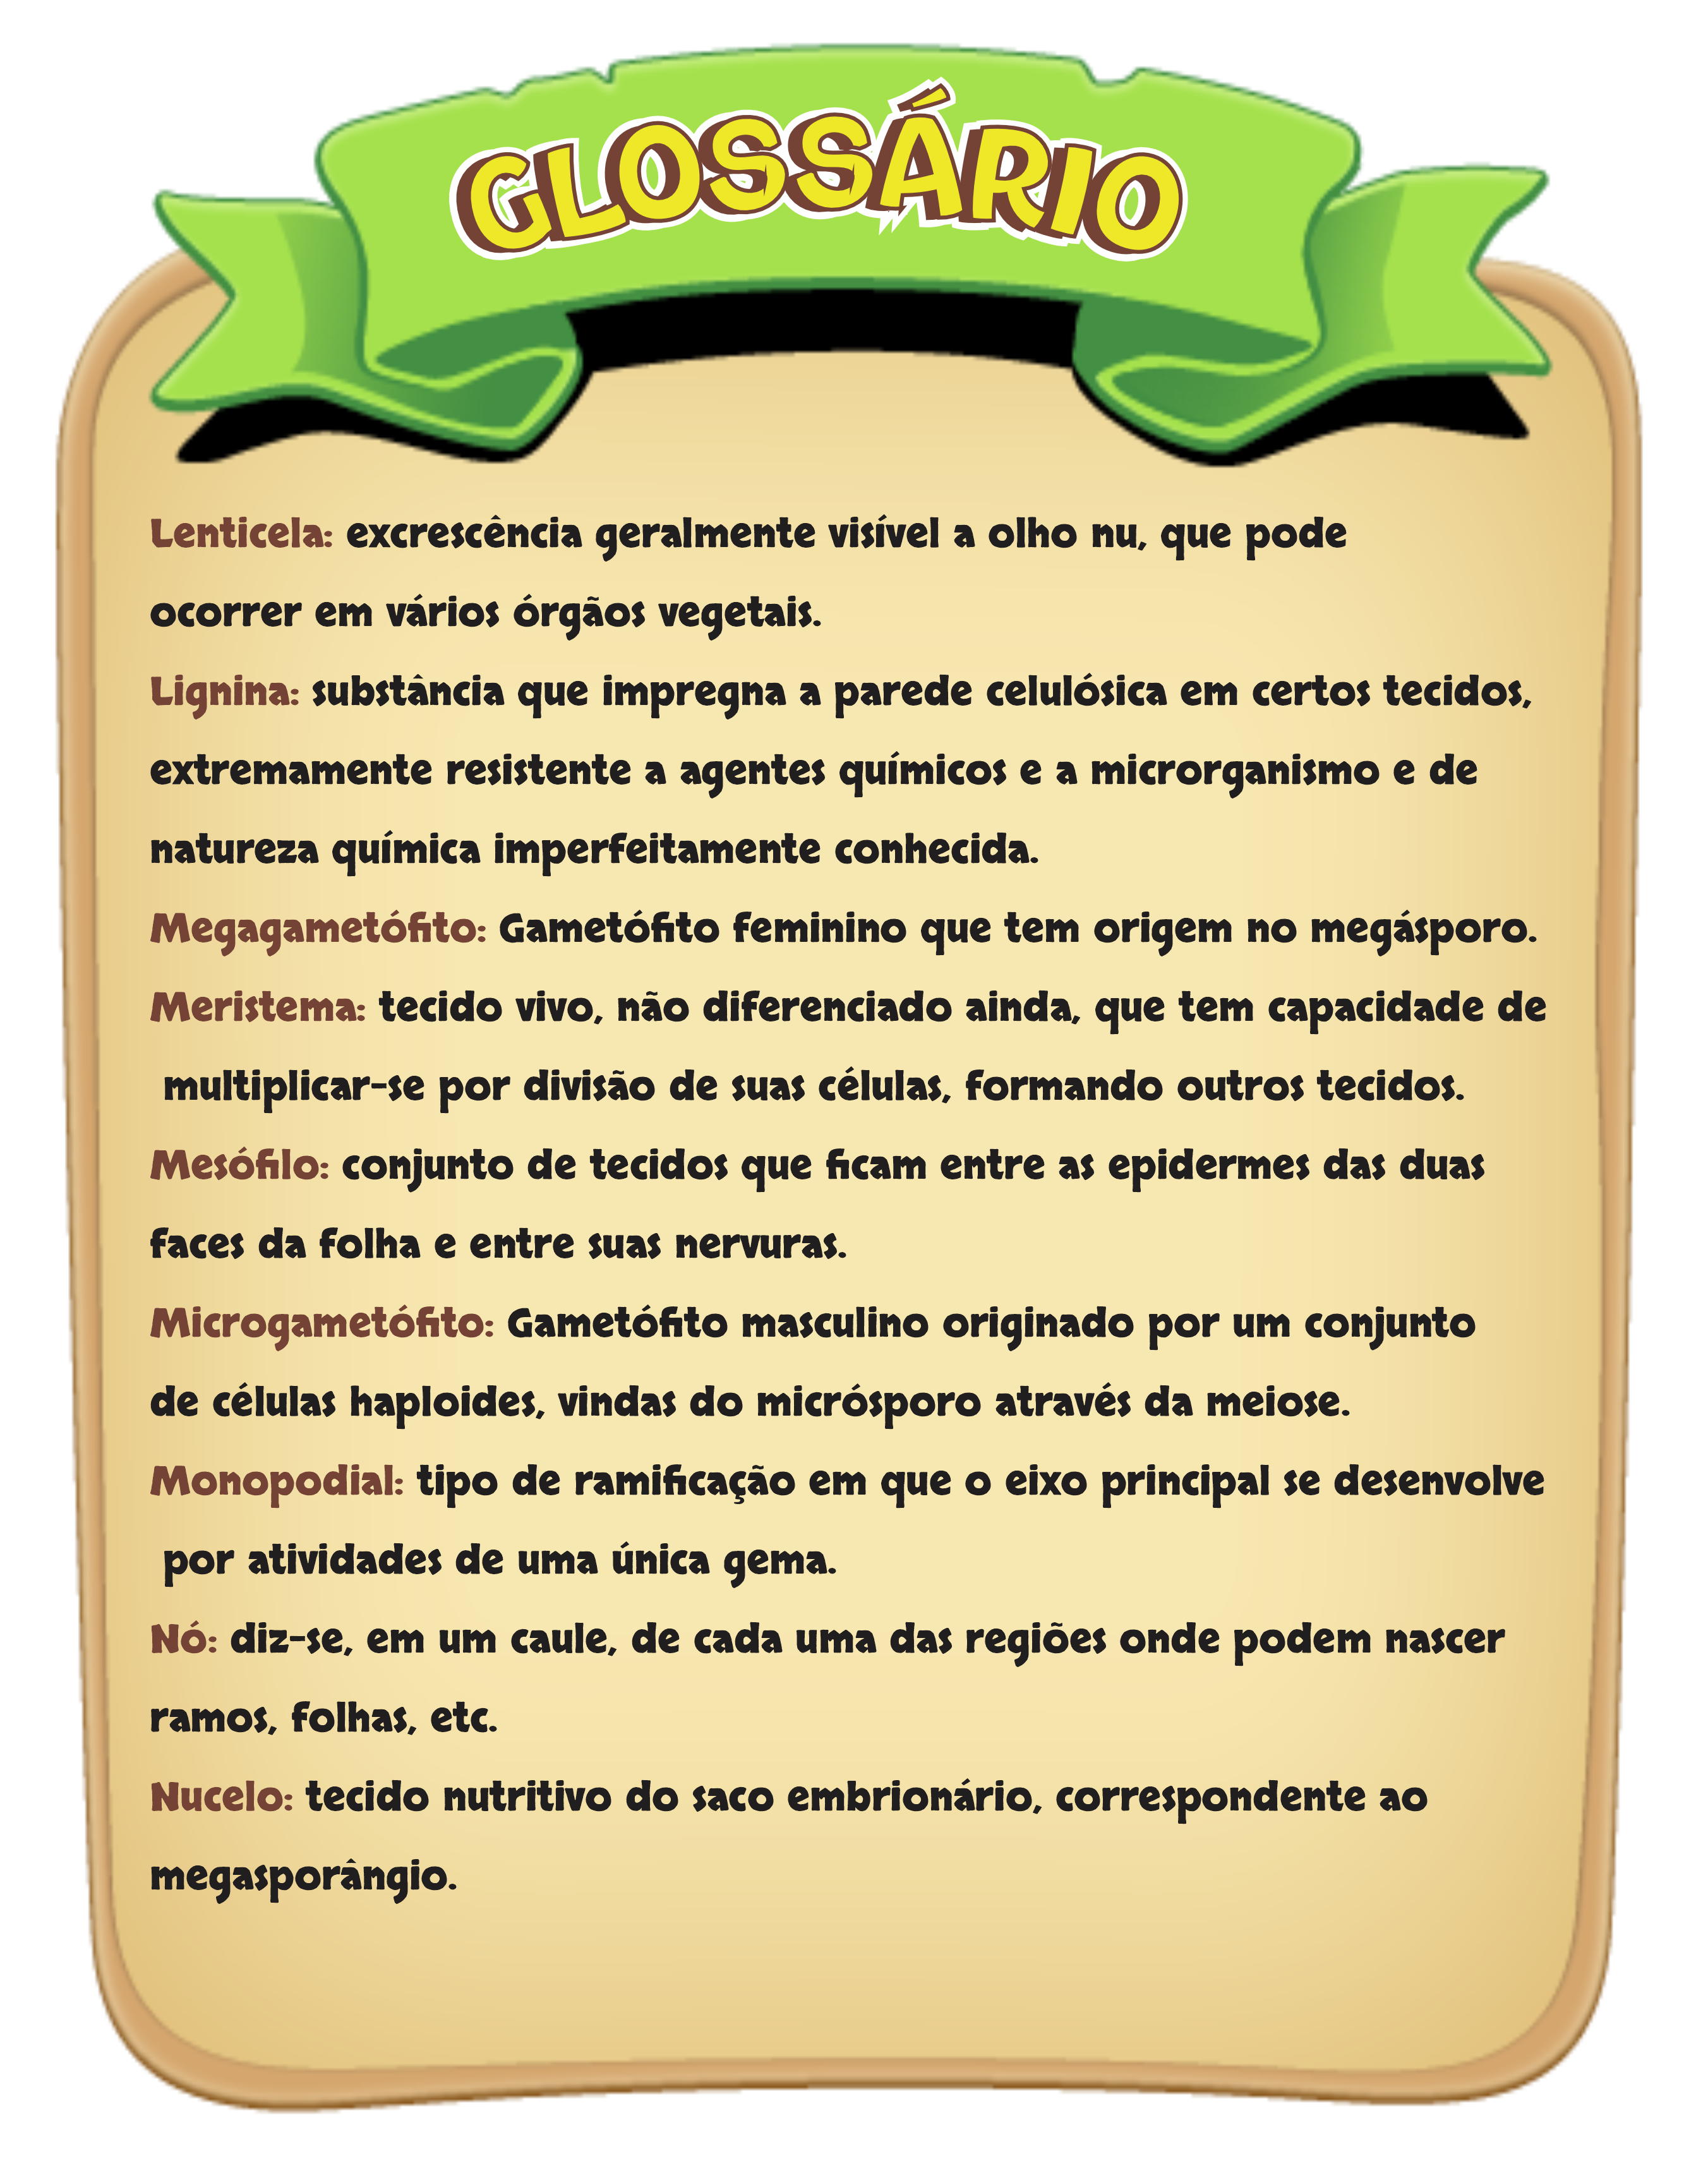 GLOSSÁRIO
Lenticela: excrescência geralmente visível a olho nu, que pode
ocorrer em vários órgãos vegetais.
Lignina: substância que impregna a parede celulósica em certos tecidos,
extremamente resistente a agentes químicos e a microrganismo e de
natureza química imperfeitamente conhecida.
Megagametófito: Gametófito feminino que tem origem no megásporo.
Meristema: tecido vivo, não diferenciado ainda, que tem capacidade de
multiplicar-se por divisão de suas células, formando outros tecidos.
Mesófilo: conjunto de tecidos que ficam entre as epidermes das duas
faces da folha e entre suas nervuras.
Microgametófito: Gametófito masculino originado por um conjunto
de células haploides, vindas do micrósporo através da meiose.
Monopodial: tipo de ramificação em que o eixo principal se desenvolve
por atividades de uma única gema.
Nó: diz-se, em um caule, de cada uma das regiões onde podem nascer
ramos, folhas, etc.
Nucelo: tecido nutritivo do saco embrionário, correspondente ao
megasporângio.